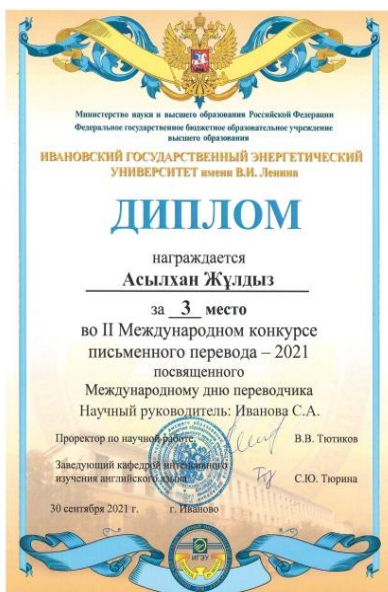 Министерство науки и высшего образования Российской Федерации
Федеральное государственное бюджетное образовательное учреждение
высшего образования
ИВАНОВСКИЙ ГОСУДАРСТВЕННЫЙ ЭНЕРГЕТИЧЕСКИЙ
УНИВЕРСИТЕТ имени В.И. Ленина
ДИПЛОМ
награждается
Асылхан Жұлдыз
за 3 место
во II Международном конкурсе
письменного перевода – 2021
посвященного
Международному дню переводчика
Научный руководитель: Иванова С.А.
Проректор по научной работе
В.В. Тютиков
Заведующий кафедрой интенсивного
изучения английского языка
С.Ю. Тюрина
30 сентября 2021 г. г. Иваново
ИГЭУ